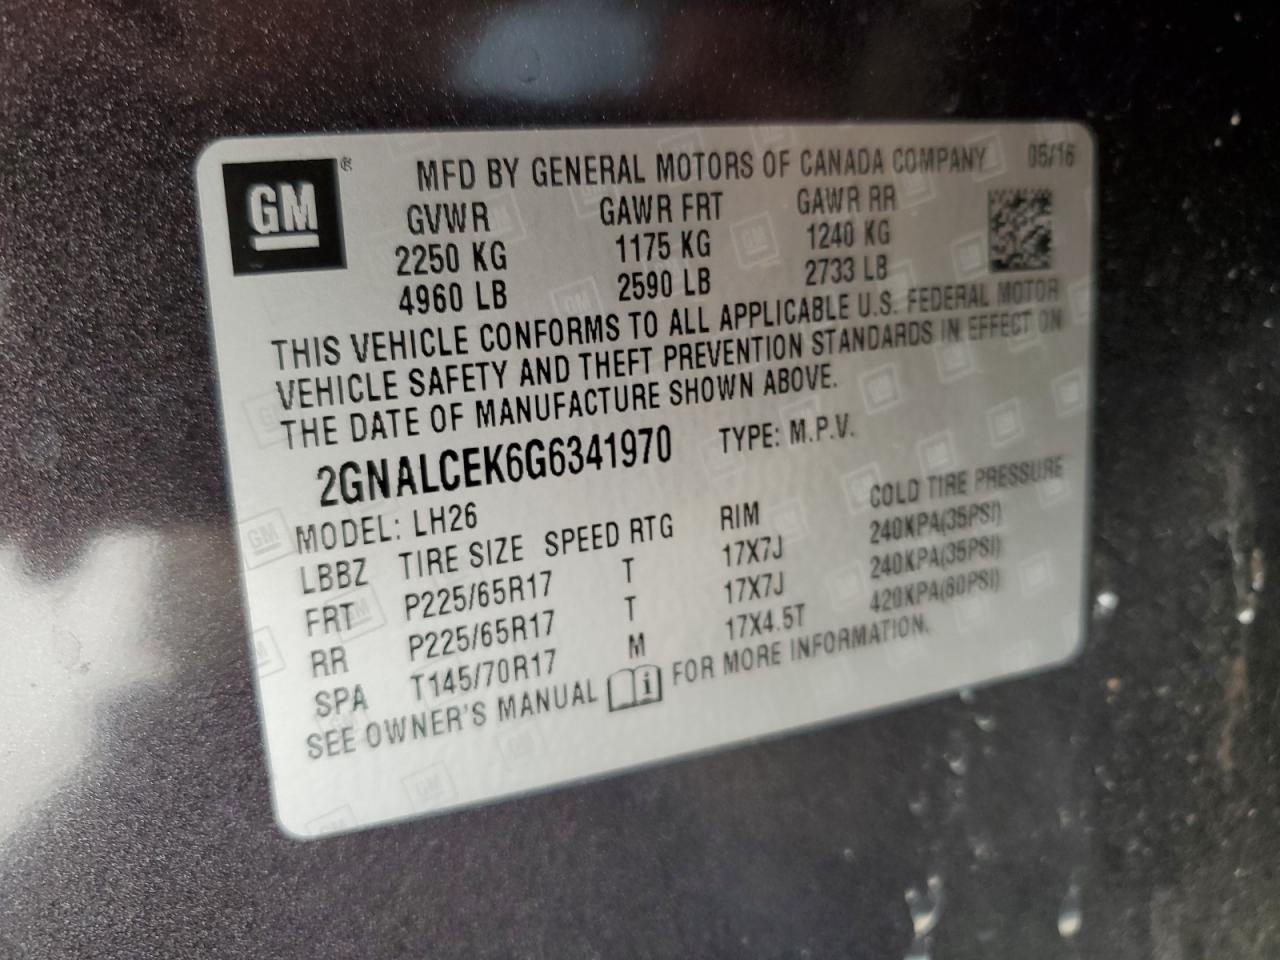 GM ®
MFD BY GENERAL MOTORS OF CANADA COMPANY 05/16
GVWR GAWR FRT GAWR RR
2250 KG 1175 KG 1240 KG
4960 LB 2590 LB 2733 LB
THIS VEHICLE CONFORMS TO ALL APPLICABLE U.S. FEDERAL MOTOR
VEHICLE SAFETY AND THEFT PREVENTION STANDARDS IN EFFECT ON
THE DATE OF MANUFACTURE SHOWN ABOVE.
2GNALCEK6G6341970 TYPE: M.P.V.
MODEL: LH26
LBBZ TIRE SIZE SPEED RTG RIM COLD TIRE PRESSURE
FRT P225/65R17 T 17X7J 240KPA(35PSI)
RR P225/65R17 T 17X7J 240KPA(35PSI)
SPA T145/70R17 M 17X4.5T 420KPA(60PSI)
SEE OWNER'S MANUAL i FOR MORE INFORMATION.